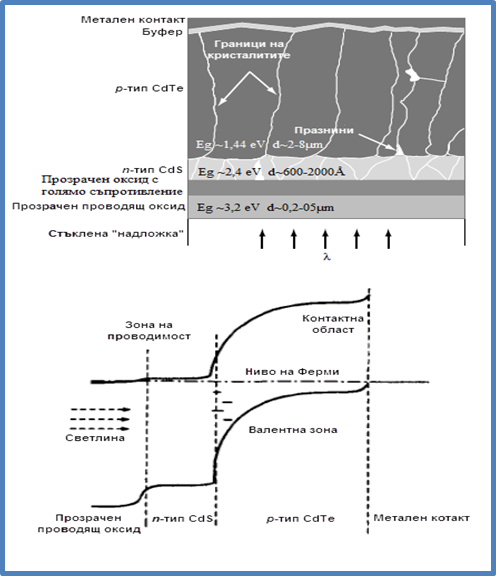 Метален контакт
Буфер
Граници на
кристалитите
p-тип CdTe
Празнини
Eg ~1,44 eV d~2-8μm
n-тип CdS
Eg ~2,4 eV d~600-2000Å
Прозрачен оксид с
голямо съпротивление
Прозрачен проводящ оксид
Eg ~3,2 eV d~0,2-05μm
Стъклена "надложка"
λ
Зона на
проводимост
Контактна
област
Ниво на Ферми
Светлина
Валентна зона
Прозрачен
проводящ оксид
n-тип CdS
p-тип CdTe
Метален котакт